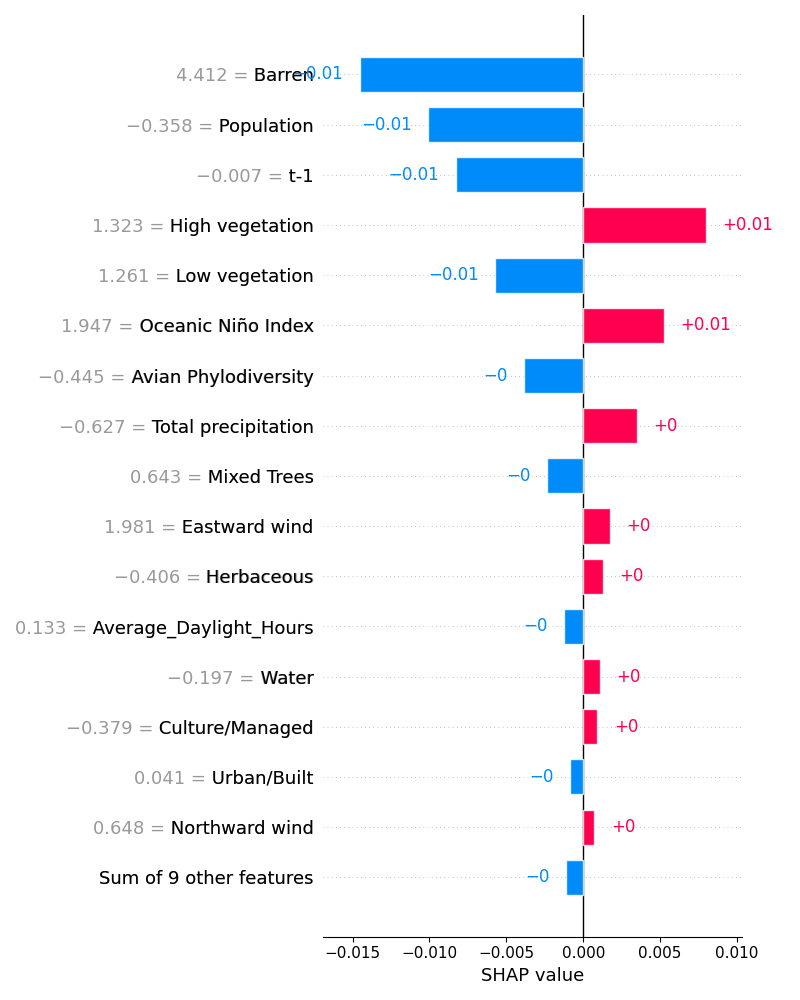 4.412 = Barren −0.01
−0.358 = Population −0.01
−0.007 = t-1 −0.01
1.323 = High vegetation +0.01
1.261 = Low vegetation −0.01
1.947 = Oceanic Niño Index +0.01
−0.445 = Avian Phylodiversity −0
−0.627 = Total precipitation +0
0.643 = Mixed Trees −0
1.981 = Eastward wind +0
−0.406 = Herbaceous +0
0.133 = Average_Daylight_Hours −0
−0.197 = Water +0
−0.379 = Culture/Managed +0
0.041 = Urban/Built −0
0.648 = Northward wind +0
Sum of 9 other features −0
−0.015 −0.010 −0.005 0.000 0.005 0.010
SHAP value